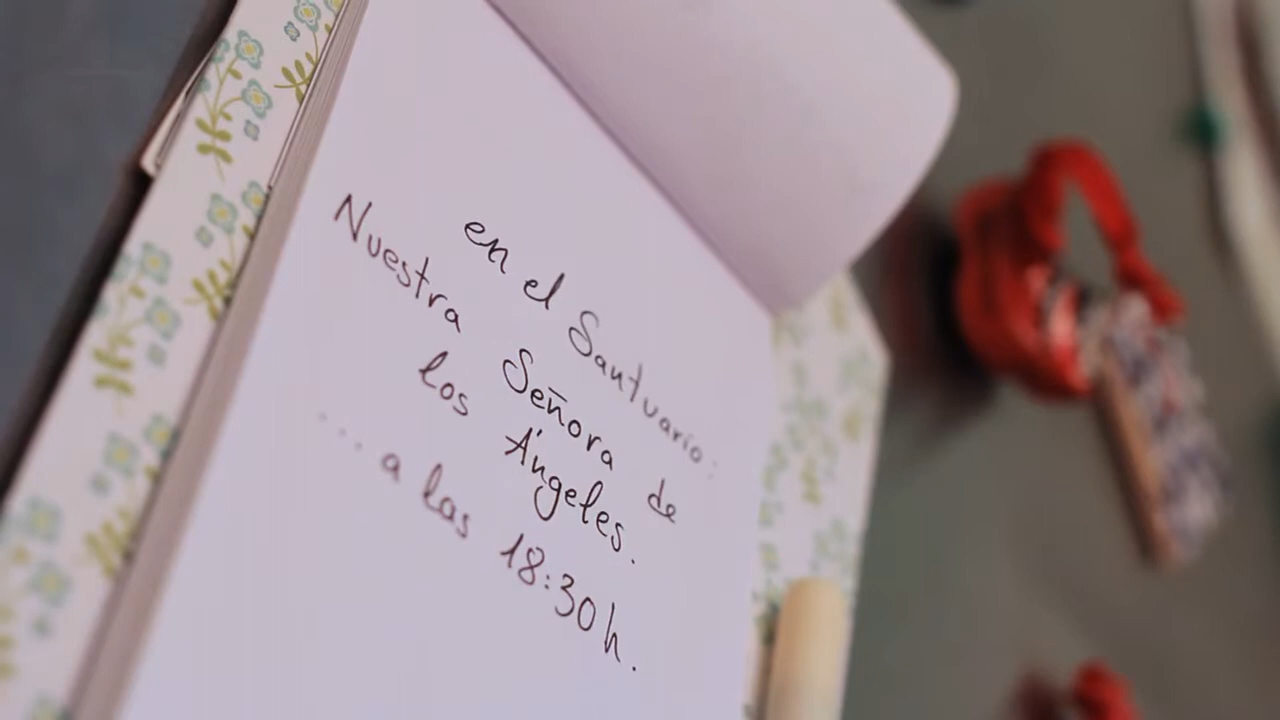 en el Santuario:
Nuestra Señora de
los Ángeles.
... a las 18:30h.